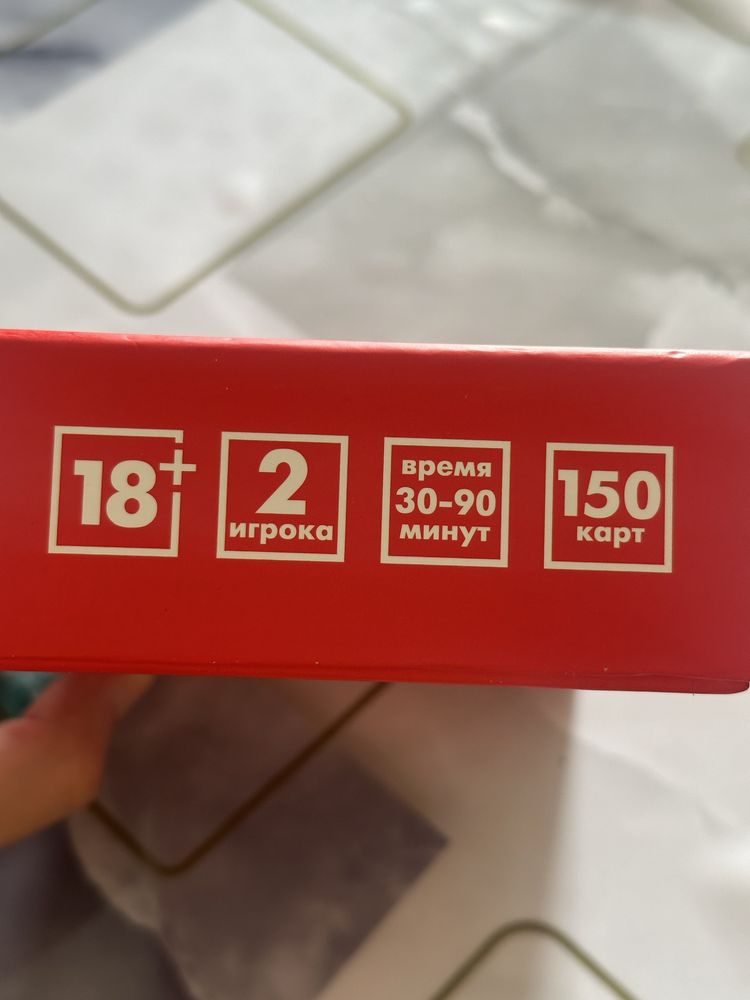 18+
2
игрока
время
30-90
минут
150
карт